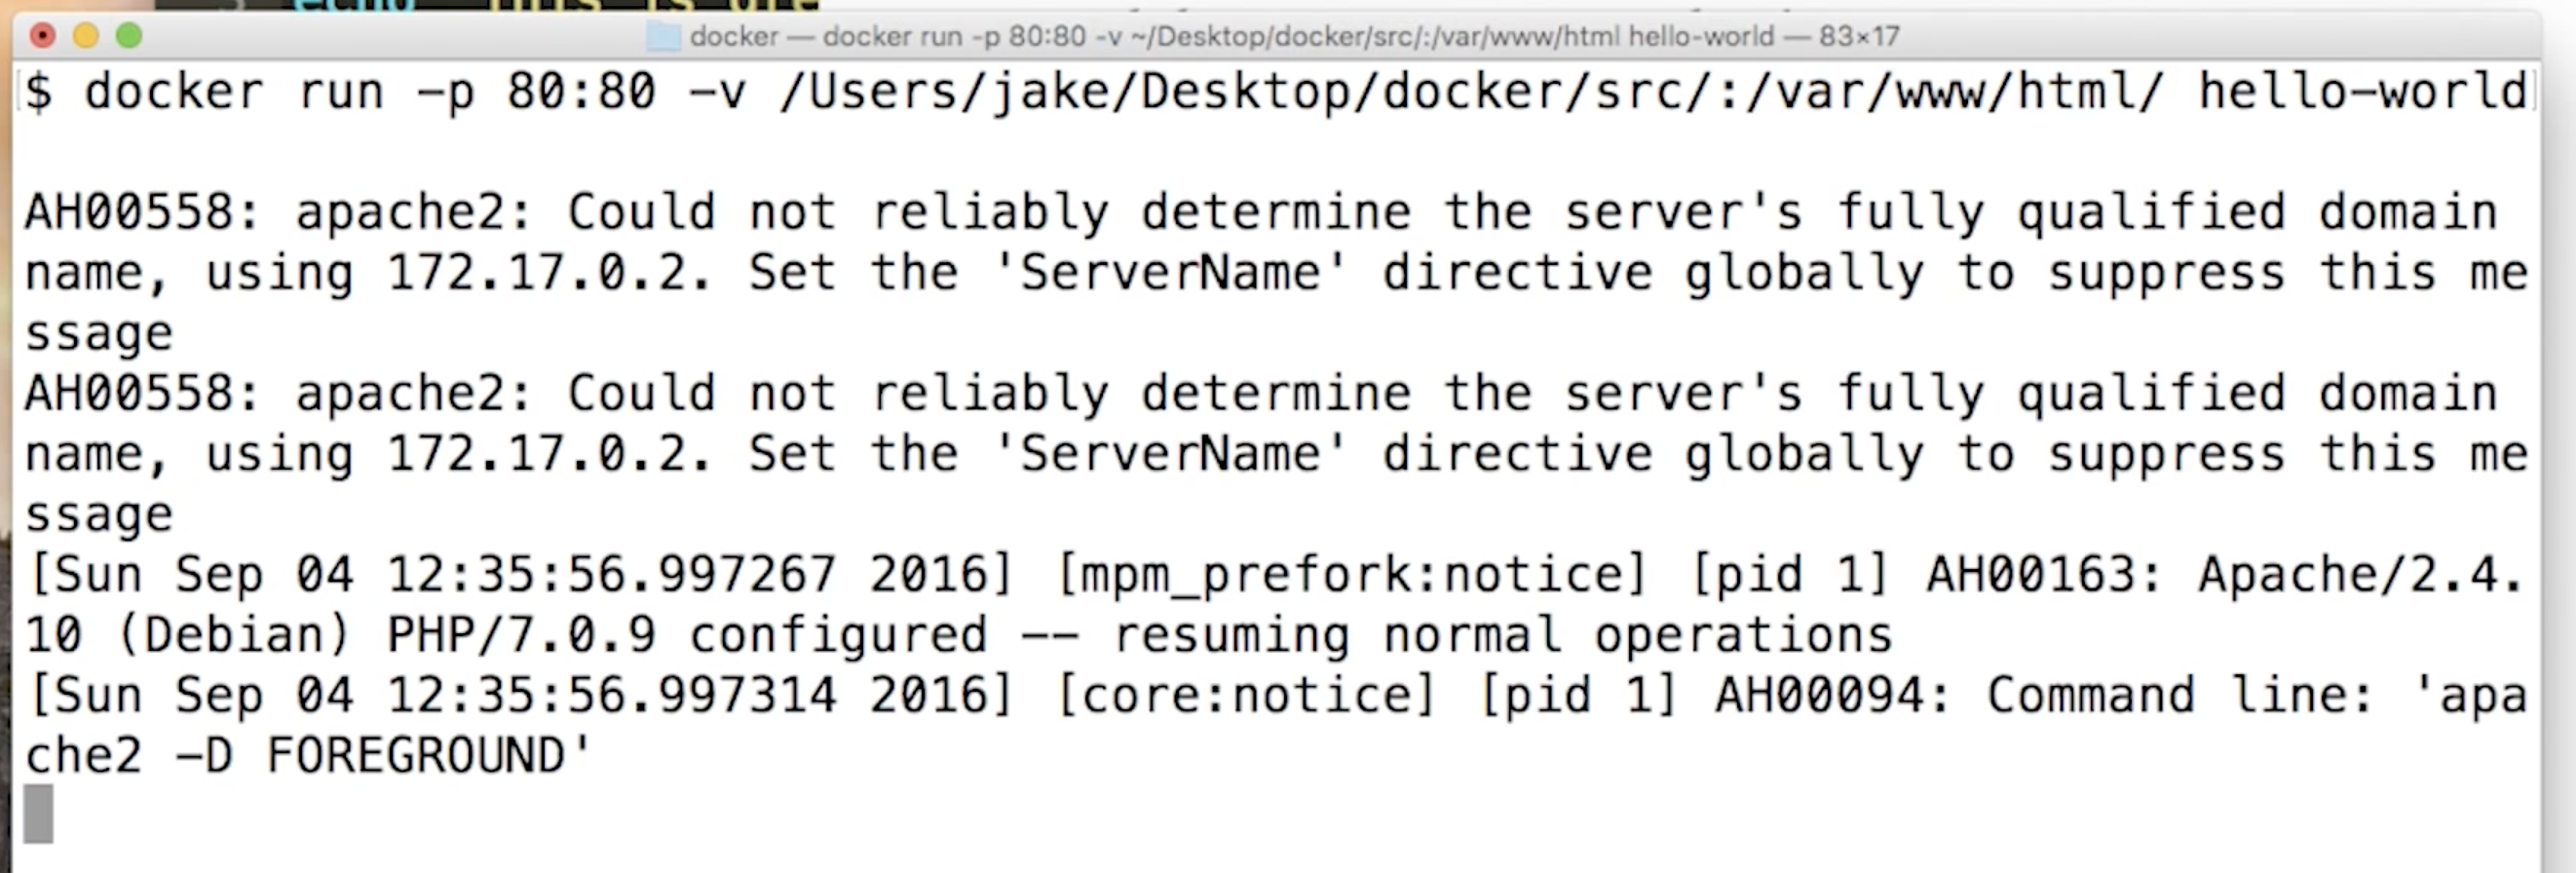 docker — docker run -p 80:80 -v ~/Desktop/docker/src/:/var/www/html hello-world — 83×17
$ docker run -p 80:80 -v /Users/jake/Desktop/docker/src/:/var/www/html/ hello-world
AH00558: apache2: Could not reliably determine the server's fully qualified domain
name, using 172.17.0.2. Set the 'ServerName' directive globally to suppress this me
ssage
AH00558: apache2: Could not reliably determine the server's fully qualified domain
name, using 172.17.0.2. Set the 'ServerName' directive globally to suppress this me
ssage
[Sun Sep 04 12:35:56.997267 2016] [mpm_prefork:notice] [pid 1] AH00163: Apache/2.4.
10 (Debian) PHP/7.0.9 configured -- resuming normal operations
[Sun Sep 04 12:35:56.997314 2016] [core:notice] [pid 1] AH00094: Command line: 'apa
che2 -D FOREGROUND'